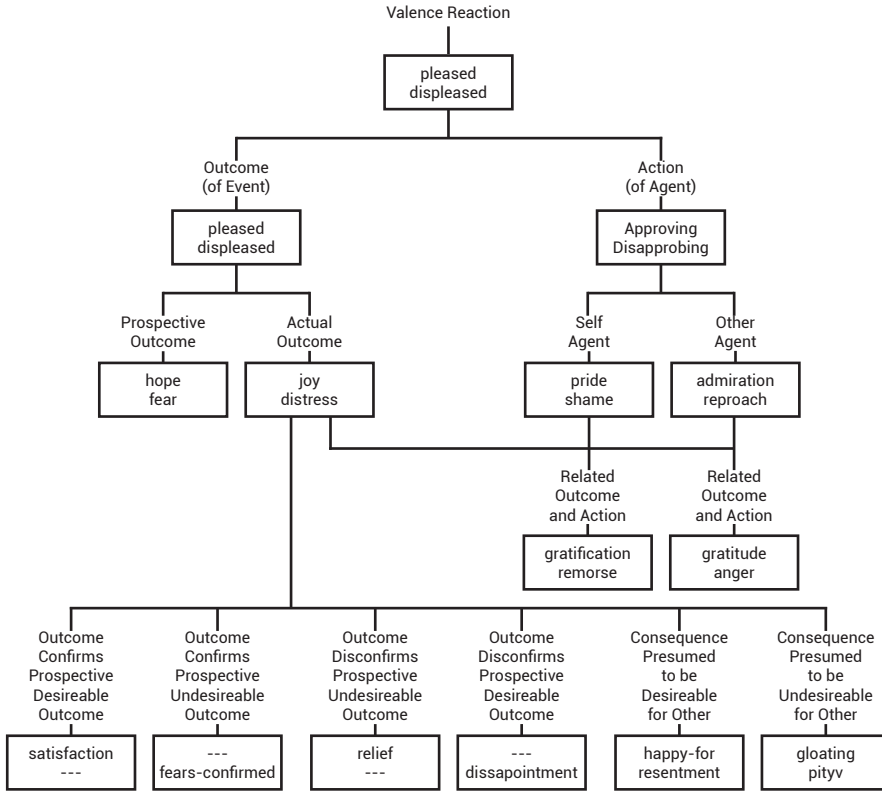 Valence Reaction
pleased
displeased
Outcome
(of Event)
pleased
displeased
Action
(of Agent)
Approving
Disapprobing
Prospective
Outcome
hope
fear
Actual
Outcome
joy
distress
Self
Agent
pride
shame
Other
Agent
admiration
reproach
Related
Outcome
and Action
gratification
remorse
Related
Outcome
and Action
gratitude
anger
Outcome
Confirms
Prospective
Desireable
Outcome
satisfaction
---
Outcome
Confirms
Prospective
Undesireable
Outcome
---
fears-confirmed
Outcome
Disconfirms
Prospective
Undesireable
Outcome
relief
---
Outcome
Disconfirms
Prospective
Desireable
Outcome
---
dissapointment
Consequence
Presumed
to be
Desireable
for Other
happy-for
resentment
Consequence
Presumed
to be
Undesireable
for Other
gloating
pityv